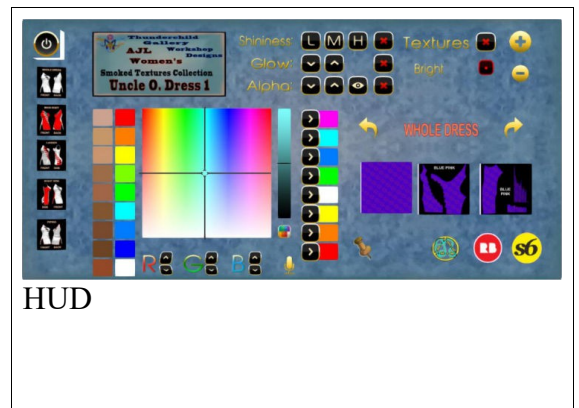 Thunderchild
Gallery
AJL Workshop
Designs
Women's
Smoked Textures Collection
Uncle O. Dress 1
Shininess: L M H
Glow:
Alpha:
Textures
Bright
WHOLE DRESS
BLUE PINK
BLUE
PINK
R G B
RB
s6
HUD